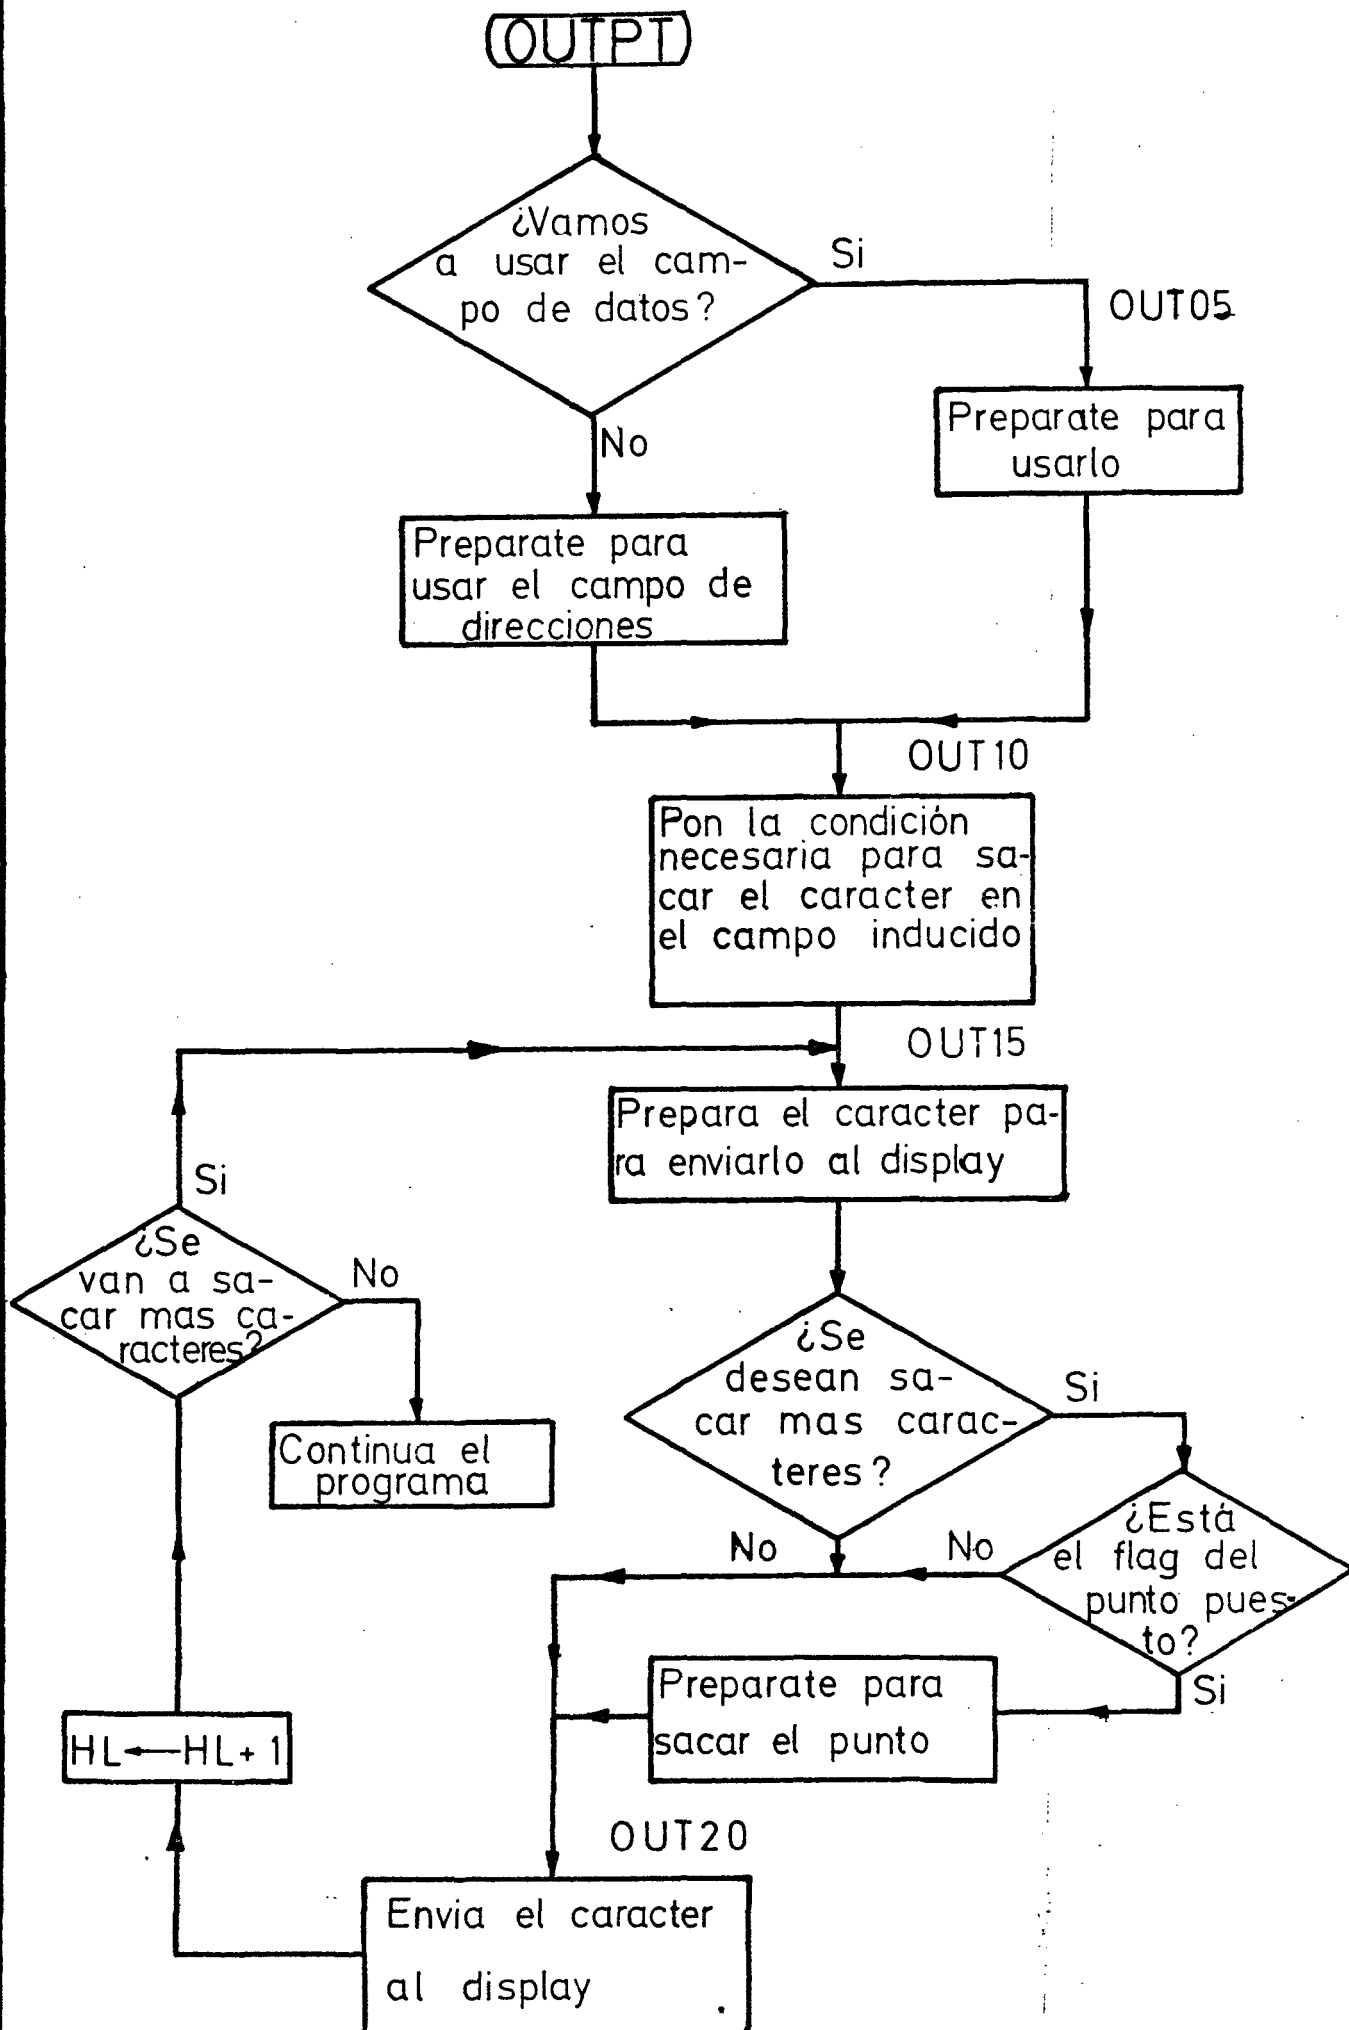 OUTPT
¿Vamos
a usar el cam-
po de datos?
Si
OUT05
Preparate para
usarlo
No
Preparate para
usar el campo de
direcciones
OUT10
Pon la condición
necesaria para sa-
car el caracter en
el campo inducido
OUT15
Prepara el caracter pa-
ra enviarlo al display
Si
¿Se
van a sa-
car mas ca-
racteres?
No
Continua el
programa
¿Se
desean sa-
car mas carac-
teres?
Si
No
¿Está
el flag del
punto pues-
to?
No
Si
Preparate para
sacar el punto
HL←HL+1
OUT20
Envia el caracter
al display